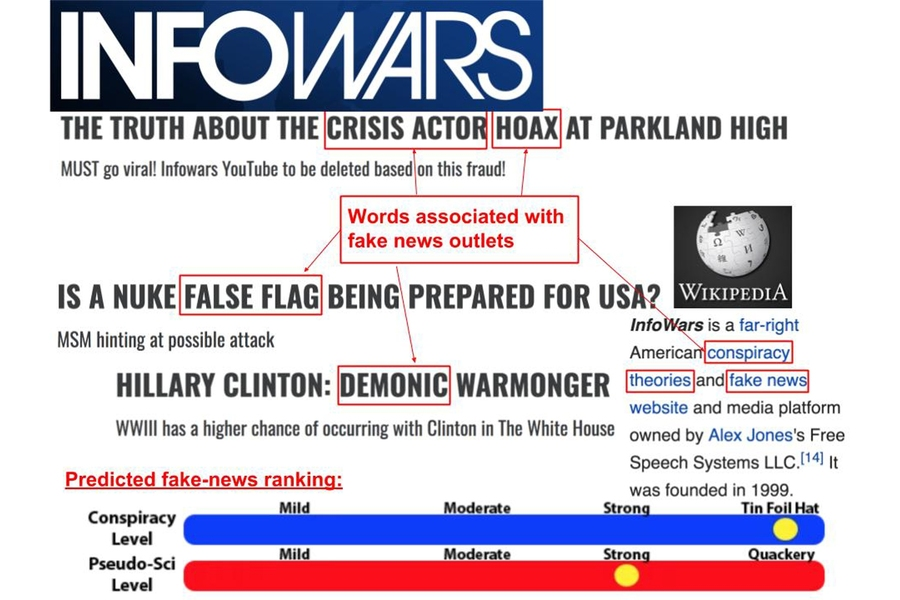 INFOWARS
THE TRUTH ABOUT THE CRISIS ACTOR HOAX AT PARKLAND HIGH
MUST go viral! Infowars YouTube to be deleted based on this fraud!
Words associated with
fake news outlets
IS A NUKE FALSE FLAG BEING PREPARED FOR USA?
MSM hinting at possible attack
HILLARY CLINTON: DEMONIC WARMONGER
WWIII has a higher chance of occurring with Clinton in The White House
WIKIPEDIA
InfoWars is a far-right
American conspiracy
theories and fake news
website and media platform
owned by Alex Jones's Free
Speech Systems LLC.[14] It
was founded in 1999.
Predicted fake-news ranking:
Conspiracy
Level
Mild Moderate Strong Tin Foil Hat
Pseudo-Sci
Level
Mild Moderate Strong Quackery